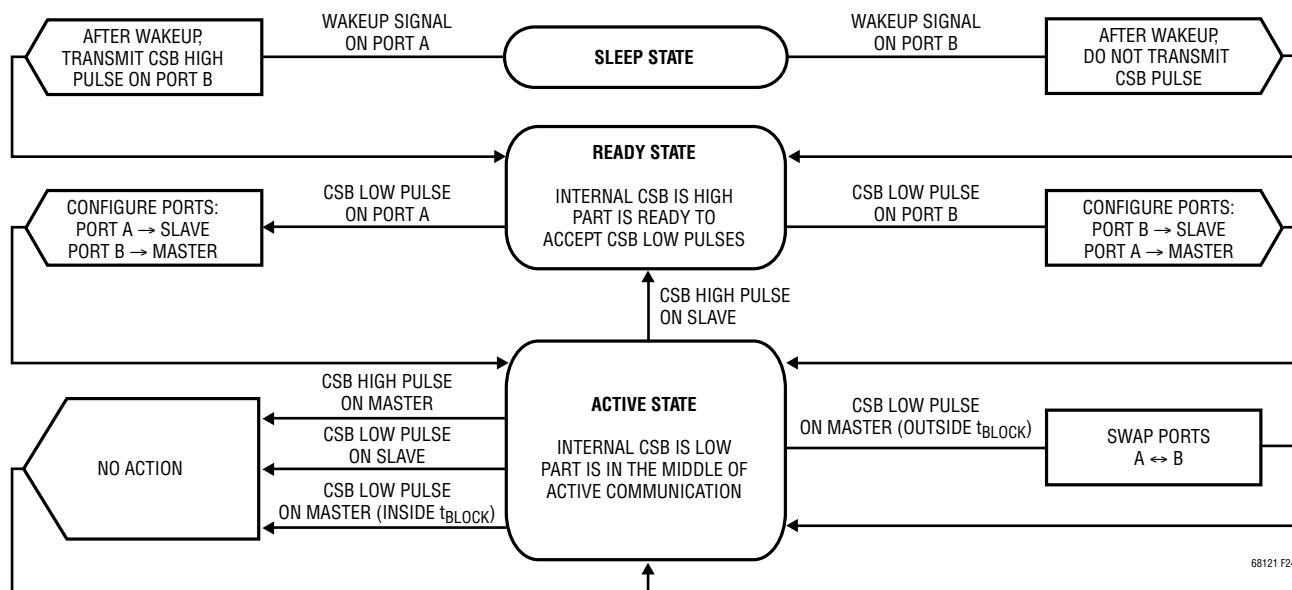 AFTER WAKEUP,
TRANSMIT CSB HIGH
PULSE ON PORT B
WAKEUP SIGNAL
ON PORT A
SLEEP STATE
WAKEUP SIGNAL
ON PORT B
AFTER WAKEUP,
DO NOT TRANSMIT
CSB PULSE
READY STATE
INTERNAL CSB IS HIGH
PART IS READY TO
ACCEPT CSB LOW PULSES
CONFIGURE PORTS:
PORT A → SLAVE
PORT B → MASTER
CSB LOW PULSE
ON PORT A
CSB LOW PULSE
ON PORT B
CONFIGURE PORTS:
PORT B → SLAVE
PORT A → MASTER
CSB HIGH PULSE
ON SLAVE
NO ACTION
CSB HIGH PULSE
ON MASTER
CSB LOW PULSE
ON SLAVE
CSB LOW PULSE
ON MASTER (INSIDE tBLOCK)
ACTIVE STATE
INTERNAL CSB IS LOW
PART IS IN THE MIDDLE OF
ACTIVE COMMUNICATION
CSB LOW PULSE
ON MASTER (OUTSIDE tBLOCK)
SWAP PORTS
A ↔ B
68121 F24